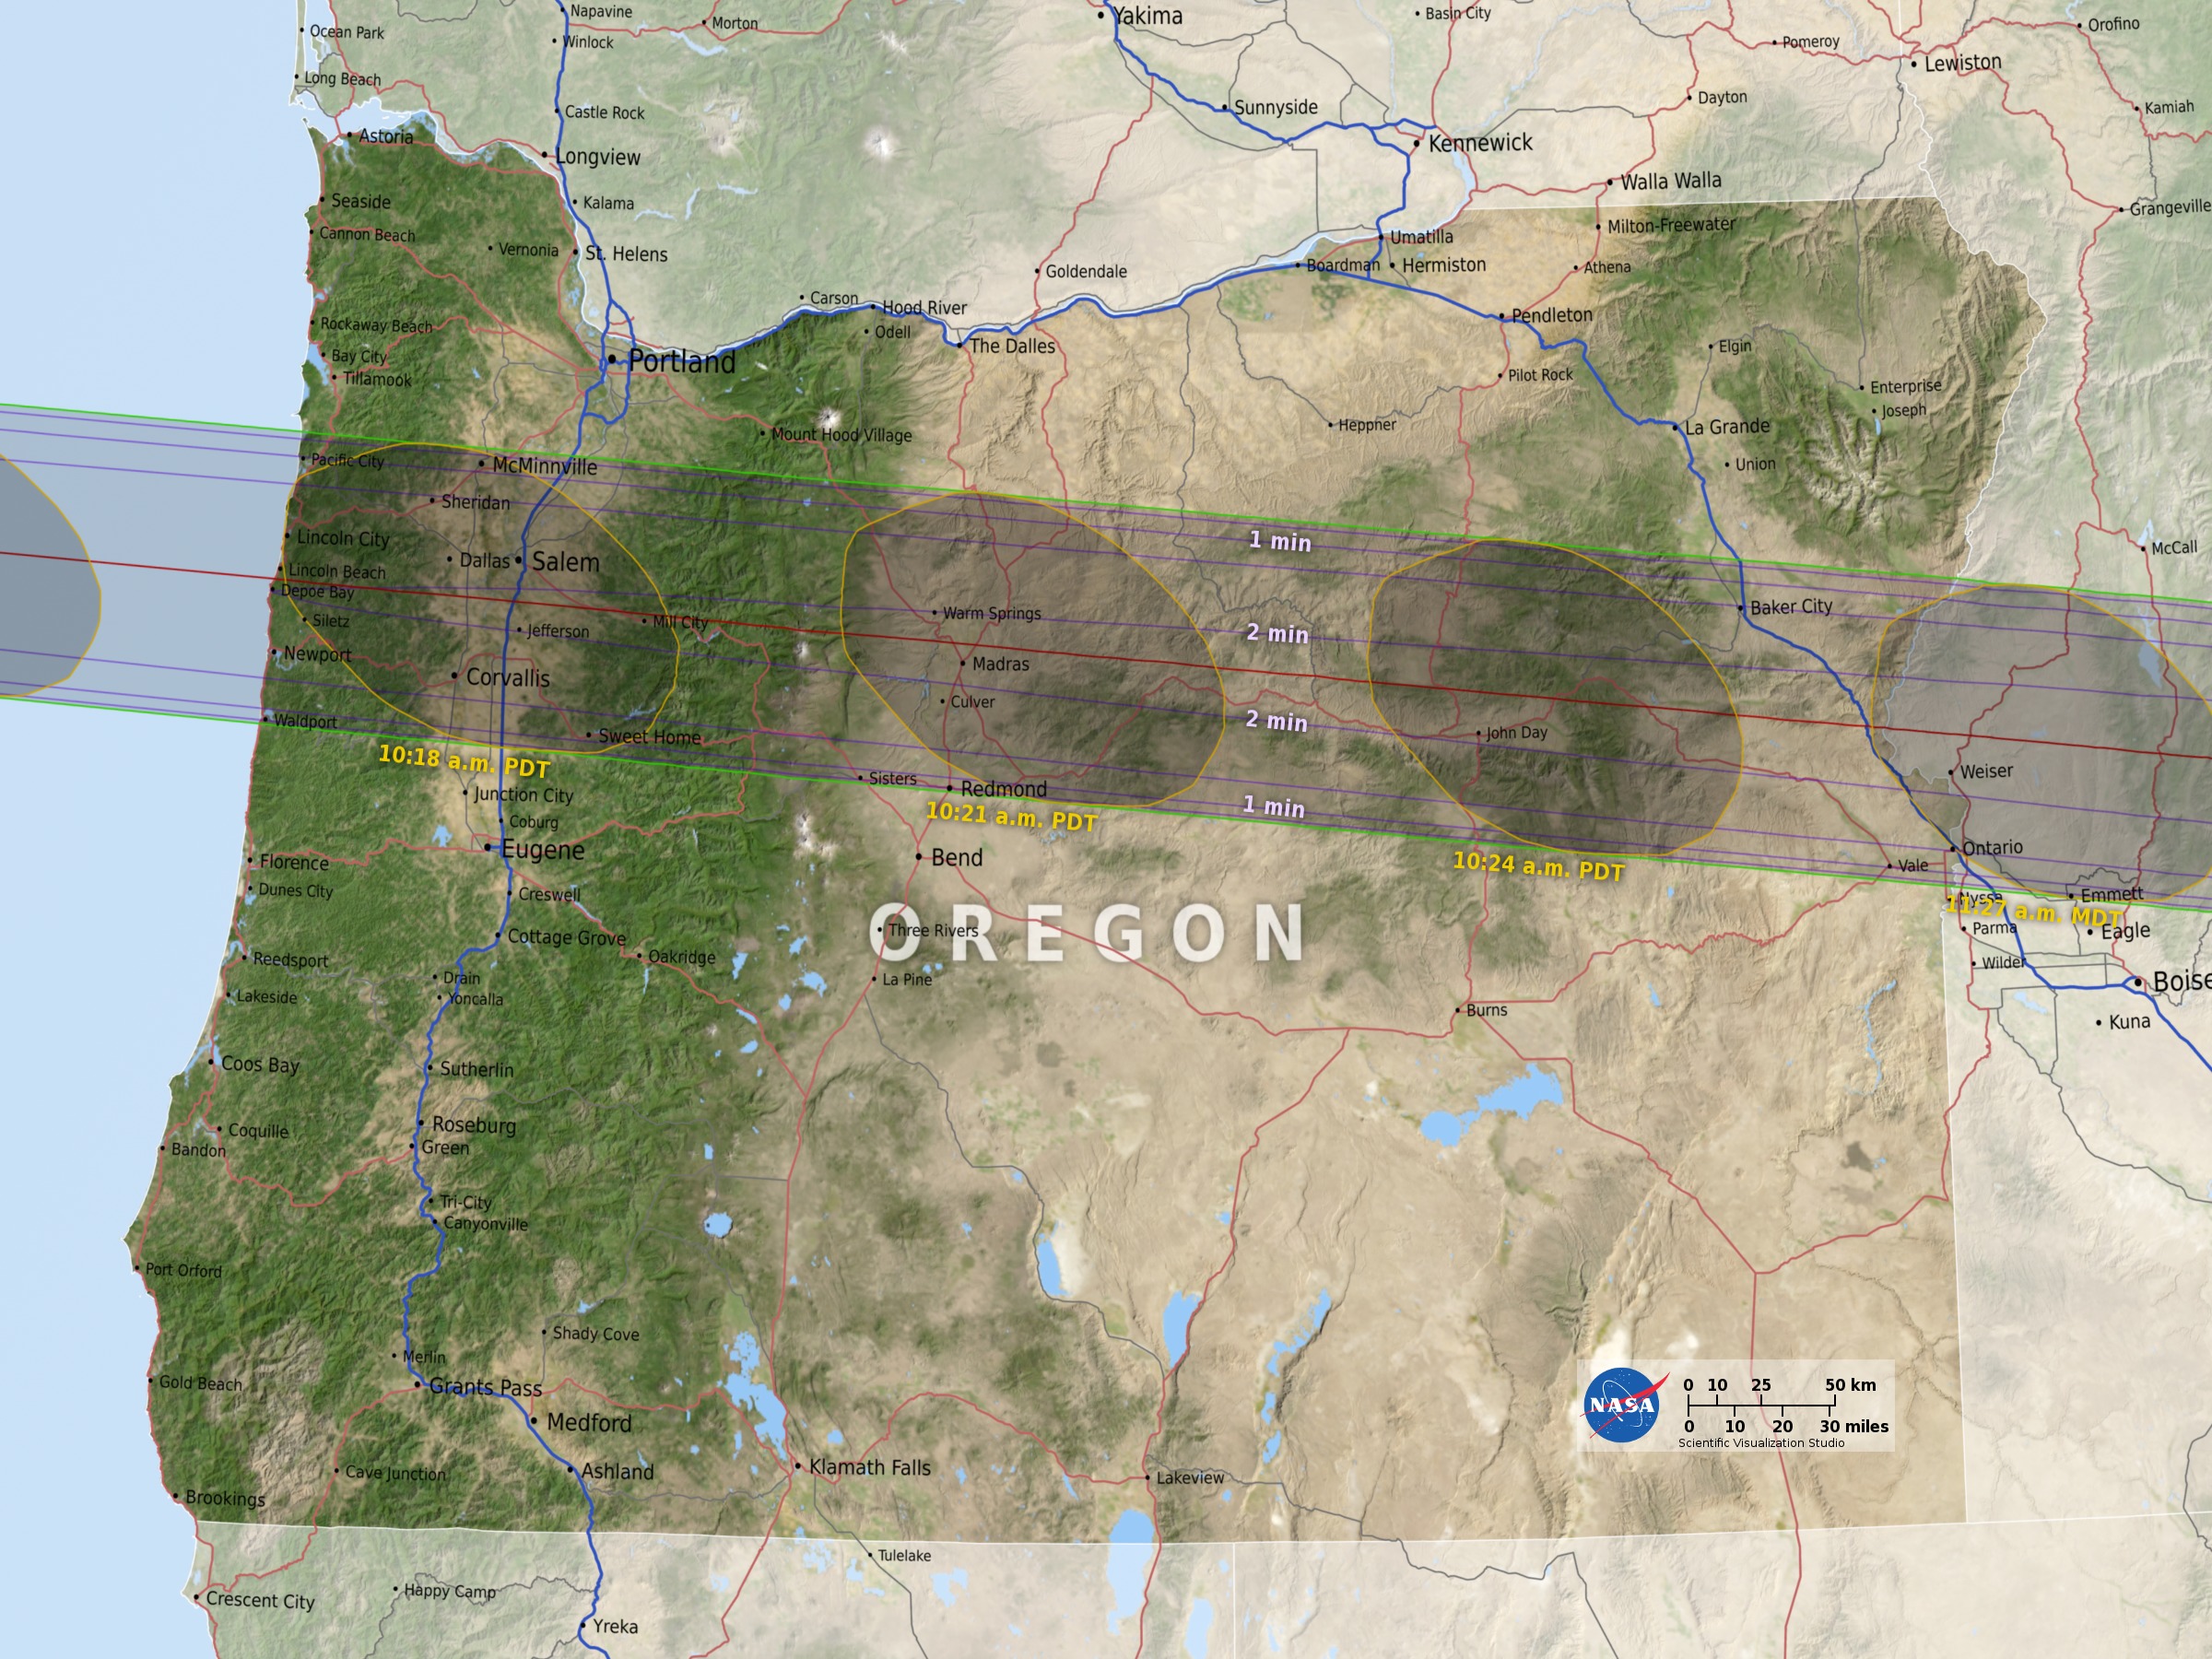 Napavine
Morton
Yakima
Basin City
Orofino
Ocean Park
Winlock
Pomeroy
Lewiston
Long Beach
Castle Rock
Sunnyside
Dayton
Kamiah
Astoria
Longview
Kennewick
Walla Walla
Seaside
Kalama
Grangeville
Cannon Beach
Vernonia
St. Helens
Umatilla
Milton-Freewater
Goldendale
Boardman
Hermiston
Athena
Carson
Hood River
Rockaway Beach
Odell
The Dalles
Pendleton
Bay City
Portland
Elgin
Tillamook
Pilot Rock
Enterprise
Joseph
Mount Hood Village
Heppner
La Grande
Pacific City
McMinnville
Union
Sheridan
Lincoln City
1 min
McCall
Dallas
Salem
Lincoln Beach
Depoe Bay
Baker City
Siletz
Mill City
Warm Springs
Jefferson
2 min
Newport
Madras
Corvallis
Culver
2 min
Waldport
Sweet Home
John Day
10:18 a.m. PDT
Sisters
Redmond
Weiser
Junction City
1 min
10:21 a.m. PDT
Coburg
Eugene
Bend
Ontario
Florence
10:24 a.m. PDT
Vale
Dunes City
Creswell
Nyssa
Emmett
11:27 a.m. MDT
Cottage Grove
OREGON
Three Rivers
Parma
Eagle
Reedsport
Oakridge
Wilder
Drain
La Pine
Boise
Lakeside
Yoncalla
Burns
Kuna
Coos Bay
Sutherlin
Roseburg
Coquille
Green
Bandon
Tri-City
Canyonville
Port Orford
Shady Cove
Merlin
Gold Beach
Grants Pass
Medford
NASA
0 10 25 50 km
0 10 20 30 miles
Scientific Visualization Studio
Cave Junction
Ashland
Klamath Falls
Lakeview
Brookings
Tulelake
Happy Camp
Crescent City
Yreka